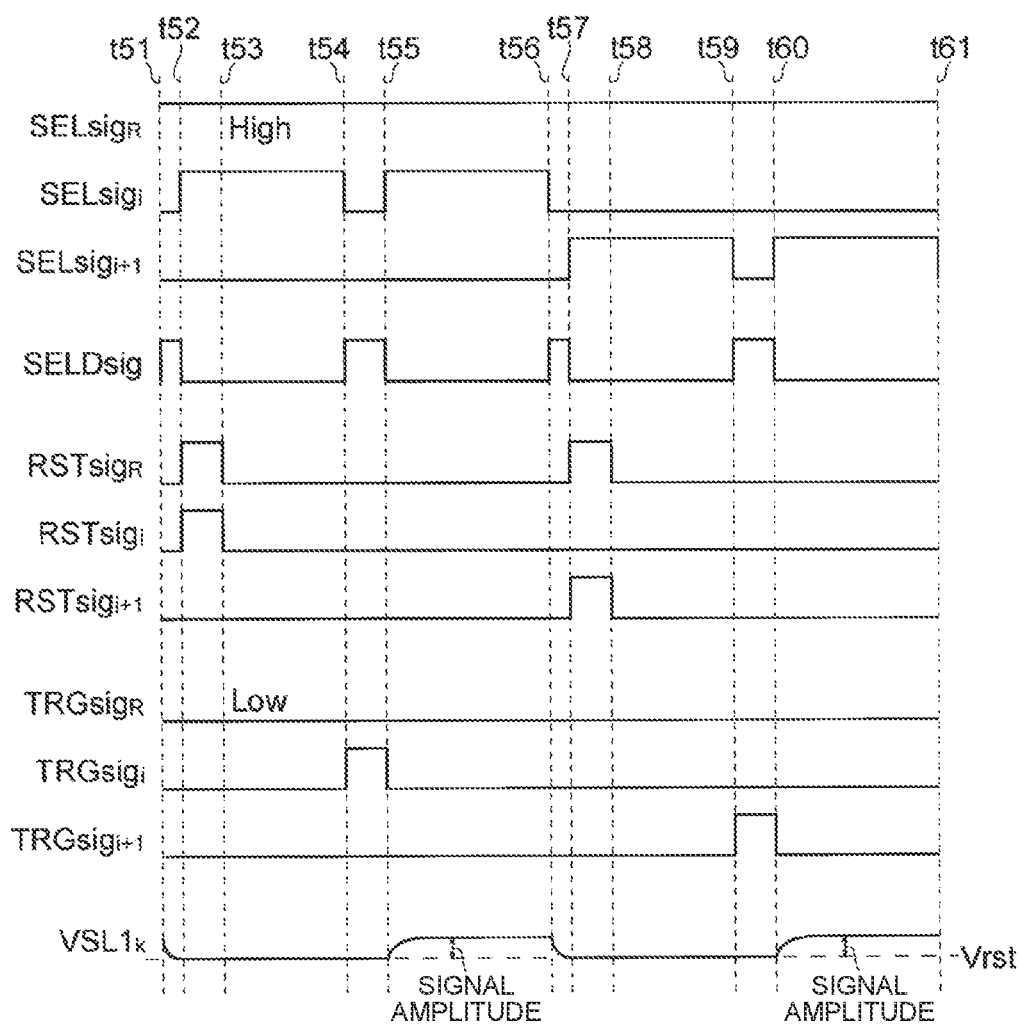 t51 t52 t53 t54 t55 t56 t57 t58 t59 t60 t61
SELsigR High
SELsigi
SELsigi+1
SELDsig
RSTsigR
RSTsigi
RSTsigi+1
TRGsigR Low
TRGsigi
TRGsigi+1
VSL1k Vrst
SIGNAL AMPLITUDE
SIGNAL AMPLITUDE